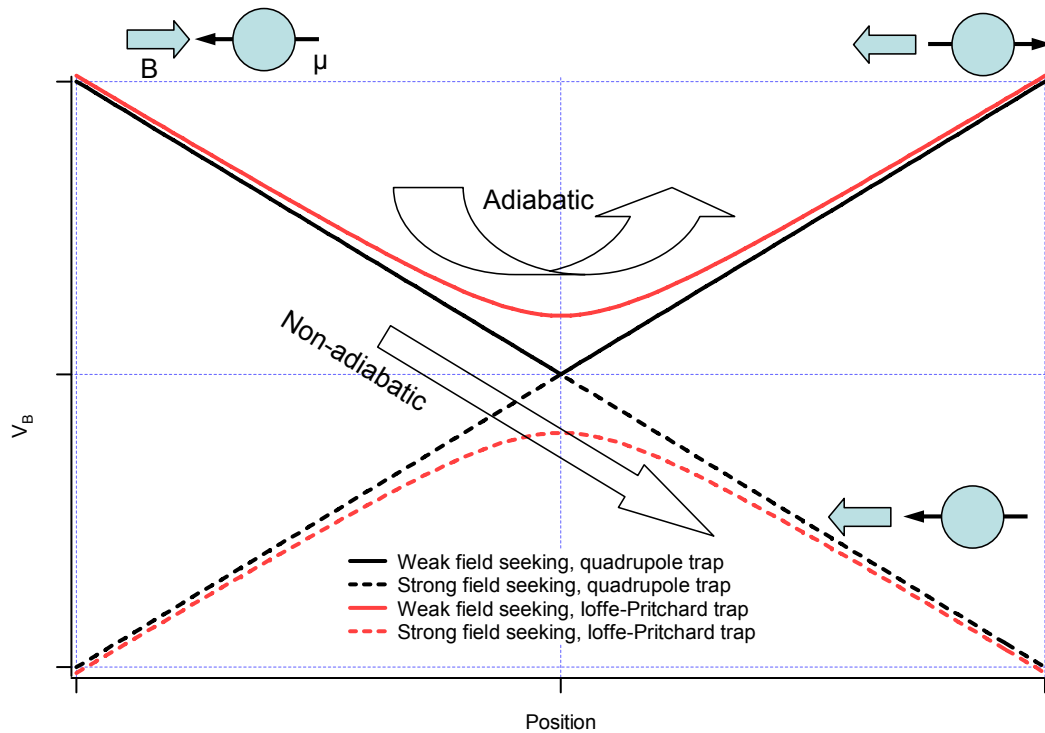 B
μ
Adiabatic
Non-adiabatic
V_B
Weak field seeking, quadrupole trap
Strong field seeking, quadrupole trap
Weak field seeking, Ioffe-Pritchard trap
Strong field seeking, Ioffe-Pritchard trap
Position